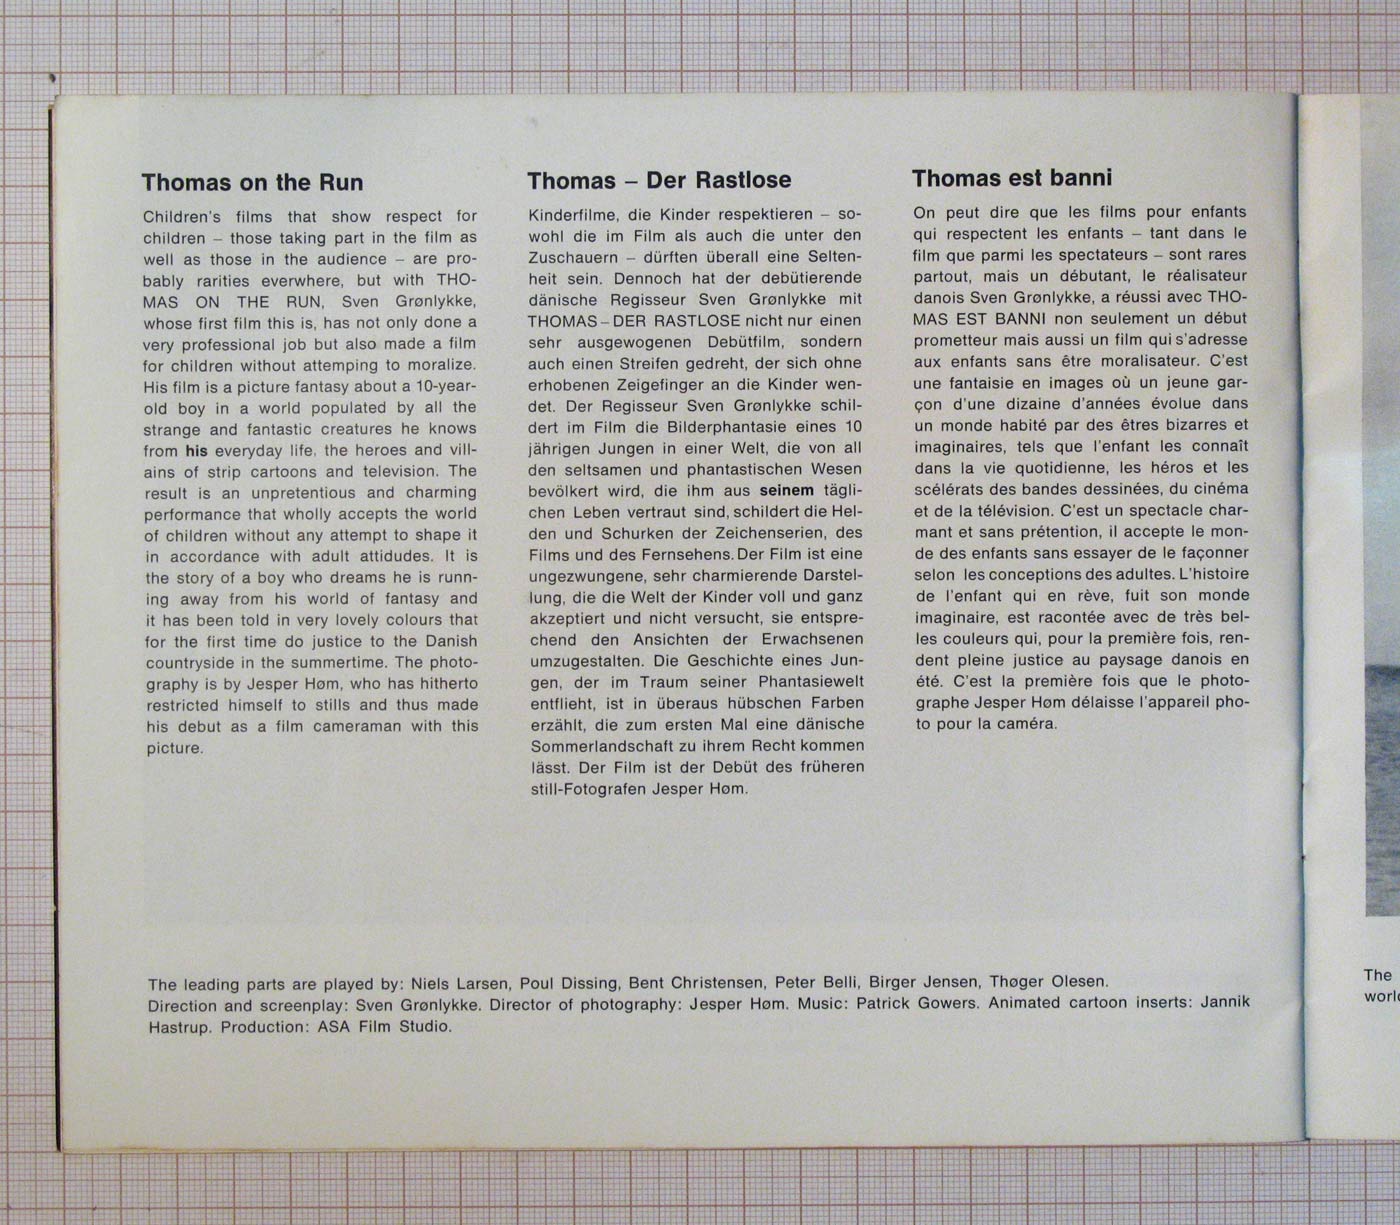 Thomas on the Run
Children's films that show respect for
children – those taking part in the film as
well as those in the audience – are pro-
bably rarities everwhere, but with THO-
MAS ON THE RUN, Sven Grønlykke,
whose first film this is, has not only done a
very professional job but also made a film
for children without attemping to moralize.
His film is a picture fantasy about a 10-year-
old boy in a world populated by all the
strange and fantastic creatures he knows
from his everyday life, the heroes and vill-
ains of strip cartoons and television. The
result is an unpretentious and charming
performance that wholly accepts the world
of children without any attempt to shape it
in accordance with adult attidudes. It is
the story of a boy who dreams he is runn-
ing away from his world of fantasy and
it has been told in very lovely colours that
for the first time do justice to the Danish
countryside in the summertime. The photo-
graphy is by Jesper Høm, who has hitherto
restricted himself to stills and thus made
his debut as a film cameraman with this
picture.
Thomas – Der Rastlose
Kinderfilme, die Kinder respektieren – so-
wohl die im Film als auch die unter den
Zuschauern – dürften überall eine Selten-
heit sein. Dennoch hat der debütierende
dänische Regisseur Sven Grønlykke mit
THOMAS – DER RASTLOSE nicht nur einen
sehr ausgewogenen Debütfilm, sondern
auch einen Streifen gedreht, der sich ohne
erhobenen Zeigefinger an die Kinder wen-
det. Der Regisseur Sven Grønlykke schil-
dert im Film die Bilderphantasie eines 10
jährigen Jungen in einer Welt, die von all
den seltsamen und phantastischen Wesen
bevölkert wird, die ihm aus seinem tägli-
chen Leben vertraut sind, schildert die Hel-
den und Schurken der Zeichenserien, des
Films und des Fernsehens. Der Film ist eine
ungezwungene, sehr charmierende Darstel-
lung, die die Welt der Kinder voll und ganz
akzeptiert und nicht versucht, sie entspre-
chend den Ansichten der Erwachsenen
umzugestalten. Die Geschichte eines Jun-
gen, der im Traum seiner Phantasiewelt
entflieht, ist in überaus hübschen Farben
erzählt, die zum ersten Mal eine dänische
Sommerlandschaft zu ihrem Recht kommen
lässt. Der Film ist der Debüt des früheren
still-Fotografen Jesper Høm.
Thomas est banni
On peut dire que les films pour enfants
qui respectent les enfants – tant dans le
film que parmi les spectateurs – sont rares
partout, mais un débutant, le réalisateur
danois Sven Grønlykke, a réussi avec THO-
MAS EST BANNI non seulement un début
prometteur mais aussi un film qui s'adresse
aux enfants sans être moralisateur. C'est
une fantaisie en images où un jeune gar-
çon d'une dizaine d'années évolue dans
un monde habité par des êtres bizarres et
imaginaires, tels que l'enfant les connaît
dans la vie quotidienne, les héros et les
scélérats des bandes dessinées, du cinéma
et de la télévision. C'est un spectacle char-
mant et sans prétention, il accepte le mon-
de des enfants sans essayer de le façonner
selon les conceptions des adultes. L'histoire
de l'enfant qui en rève, fuit son monde
imaginaire, est racontée avec de très bel-
les couleurs qui, pour la première fois, ren-
dent pleine justice au paysage danois en
été. C'est la première fois que le photo-
graphe Jesper Høm délaisse l'appareil pho-
to pour la caméra.
The leading parts are played by: Niels Larsen, Poul Dissing, Bent Christensen, Peter Belli, Birger Jensen, Thøger Olesen.
Direction and screenplay: Sven Grønlykke. Director of photography: Jesper Høm. Music: Patrick Gowers. Animated cartoon inserts: Jannik
Hastrup. Production: ASA Film Studio.
The